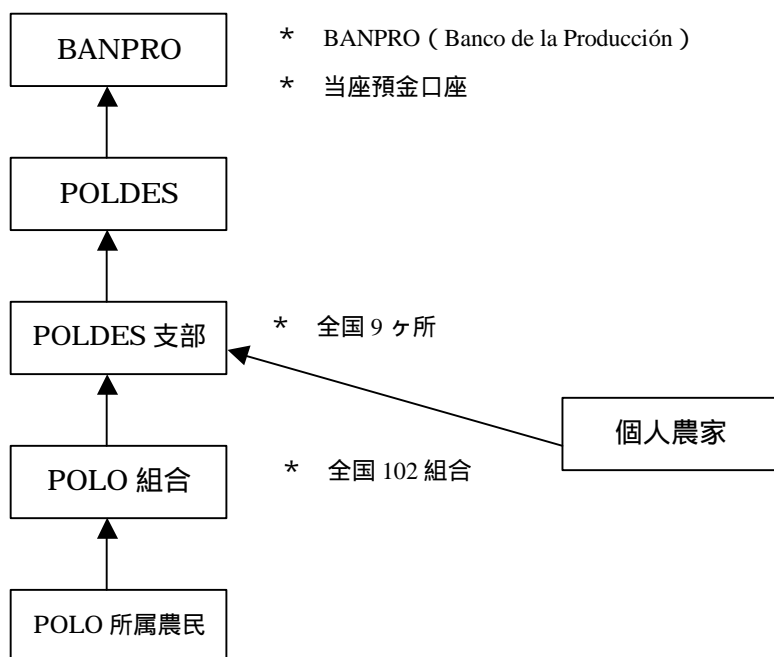 BANPRO
* BANPRO ( Banco de la Producción )
* 当座預金口座
POLDES
POLDES 支部
* 全国 9 ヶ所
個人農家
POLO 組合
* 全国 102 組合
POLO 所属農民